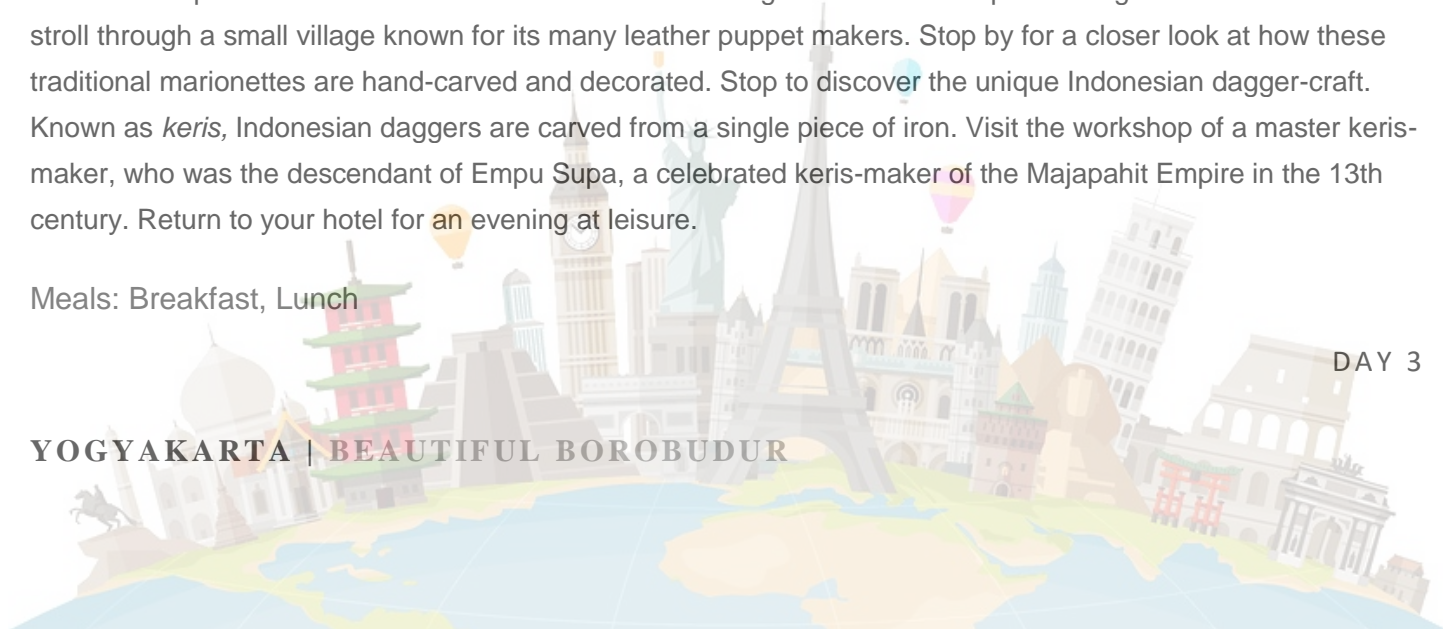 stroll through a small village known for its many leather puppet makers. Stop by for a closer look at how these
traditional marionettes are hand-carved and decorated. Stop to discover the unique Indonesian dagger-craft.
Known as keris, Indonesian daggers are carved from a single piece of iron. Visit the workshop of a master keris-
maker, who was the descendant of Empu Supa, a celebrated keris-maker of the Majapahit Empire in the 13th
century. Return to your hotel for an evening at leisure.
Meals: Breakfast, Lunch
DAY 3
YOGYAKARTA | BEAUTIFUL BOROBUDUR